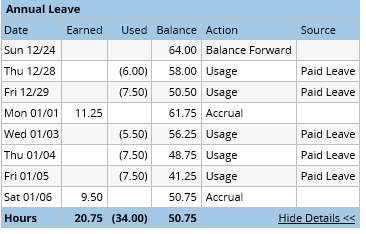 Annual Leave
Date Earned Used Balance Action Source
Sun 12/24 64.00 Balance Forward
Thu 12/28 (6.00) 58.00 Usage Paid Leave
Fri 12/29 (7.50) 50.50 Usage Paid Leave
Mon 01/01 11.25 61.75 Accrual
Wed 01/03 (5.50) 56.25 Usage Paid Leave
Thu 01/04 (7.50) 48.75 Usage Paid Leave
Fri 01/05 (7.50) 41.25 Usage Paid Leave
Sat 01/06 9.50 50.75 Accrual
Hours 20.75 (34.00) 50.75 Hide Details <<